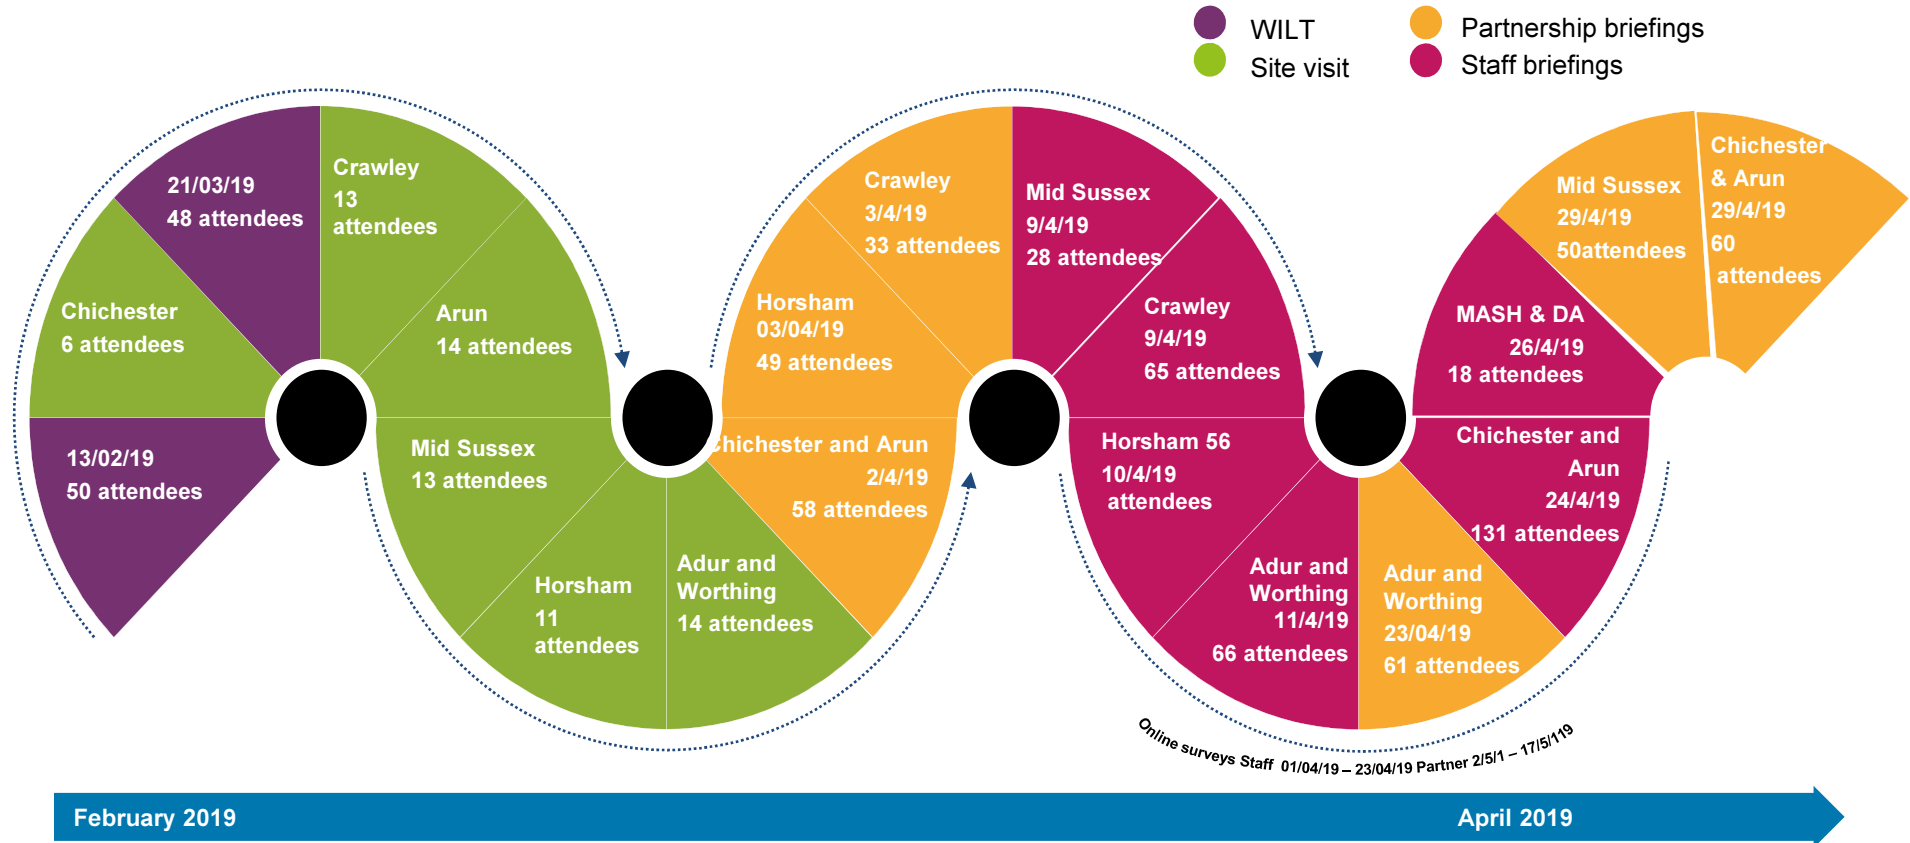 WILT
Site visit
Partnership briefings
Staff briefings
13/02/19
50 attendees
Chichester
6 attendees
21/03/19
48 attendees
Crawley
13
attendees
Arun
14 attendees
Mid Sussex
13 attendees
Horsham
11
attendees
Adur and
Worthing
14 attendees
Chichester and Arun
2/4/19
58 attendees
Horsham
03/04/19
49 attendees
Crawley
3/4/19
33 attendees
Mid Sussex
9/4/19
28 attendees
Crawley
9/4/19
65 attendees
Horsham 56
10/4/19
attendees
Adur and
Worthing
11/4/19
66 attendees
Adur and
Worthing
23/04/19
61 attendees
Chichester and
Arun
24/4/19
131 attendees
MASH & DA
26/4/19
18 attendees
Mid Sussex
29/4/19
50attendees
Chichester
& Arun
29/4/19
60
attendees
Online surveys Staff 01/04/19 – 23/04/19 Partner 2/5/1 – 17/5/119
February 2019
April 2019